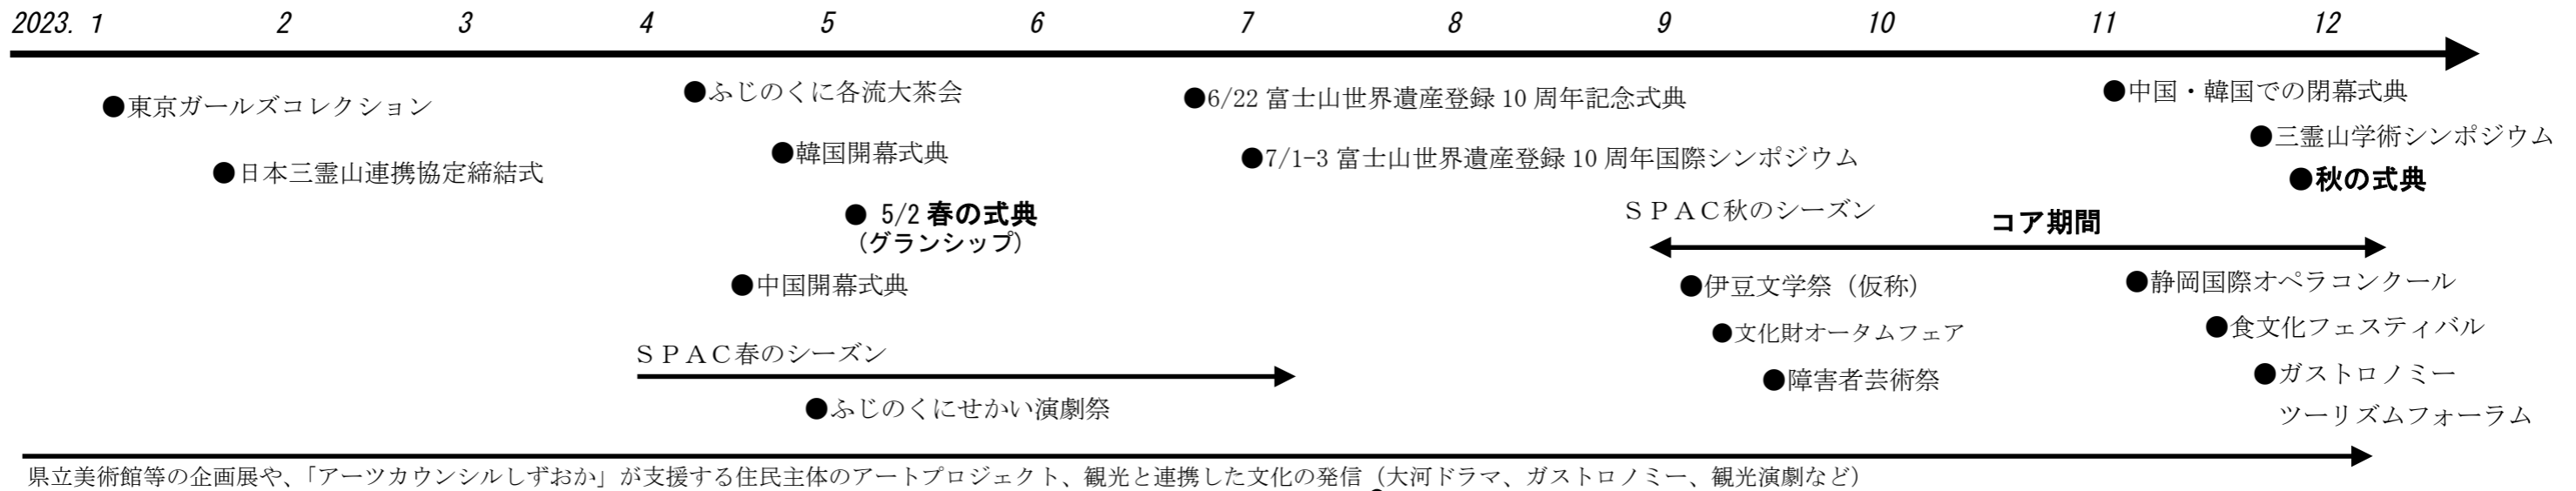 2023. 1 2 3 4 5 6 7 8 9 10 11 12
●東京ガールズコレクション
●日本三霊山連携協定締結式
●ふじのくに各流大茶会
●韓国開幕式典
● 5/2 春の式典
（グランシップ）
●中国開幕式典
ＳＰＡＣ春のシーズン
●ふじのくにせかい演劇祭
●6/22 富士山世界遺産登録 10 周年記念式典
●7/1-3 富士山世界遺産登録 10 周年国際シンポジウム
ＳＰＡＣ秋のシーズン
コア期間
●伊豆文学祭（仮称）
●文化財オータムフェア
●障害者芸術祭
●中国・韓国での閉幕式典
●三霊山学術シンポジウム
●秋の式典
●静岡国際オペラコンクール
●食文化フェスティバル
●ガストロノミー
ツーリズムフォーラム
県立美術館等の企画展や、「アーツカウンシルしずおか」が支援する住民主体のアートプロジェクト、観光と連携した文化の発信（大河ドラマ、ガストロノミー、観光演劇など）